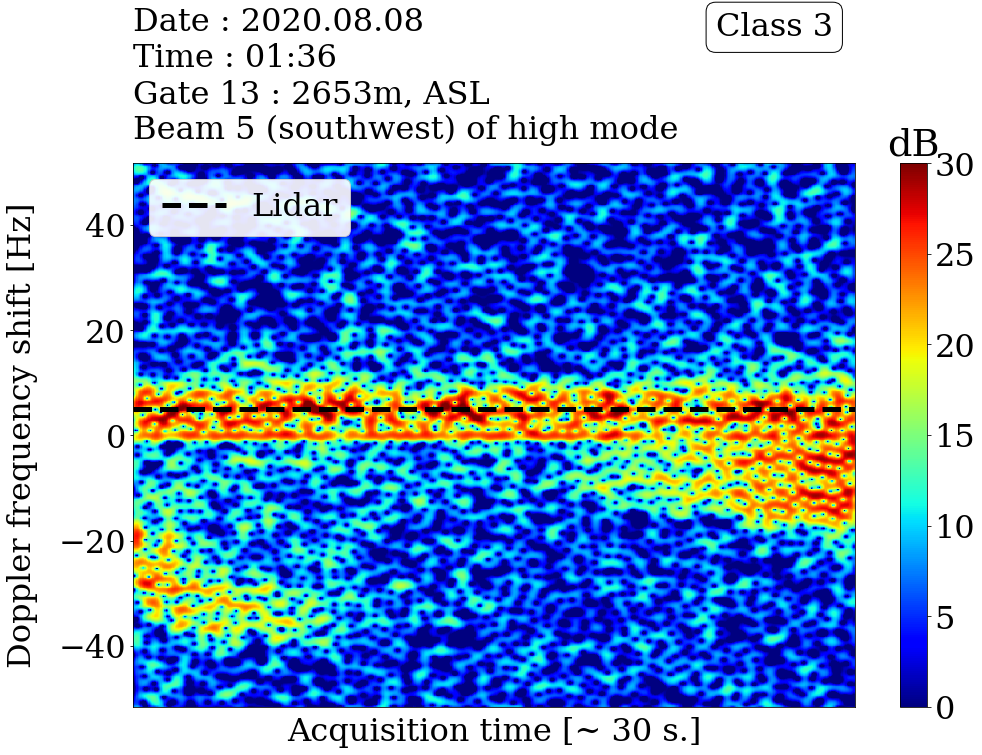 Date : 2020.08.08
Time : 01:36
Gate 13 : 2653m, ASL
Beam 5 (southwest) of high mode
Class 3
dB
Lidar
Doppler frequency shift [Hz]
40
20
0
−20
−40
Acquisition time [~ 30 s.]
30
25
20
15
10
5
0